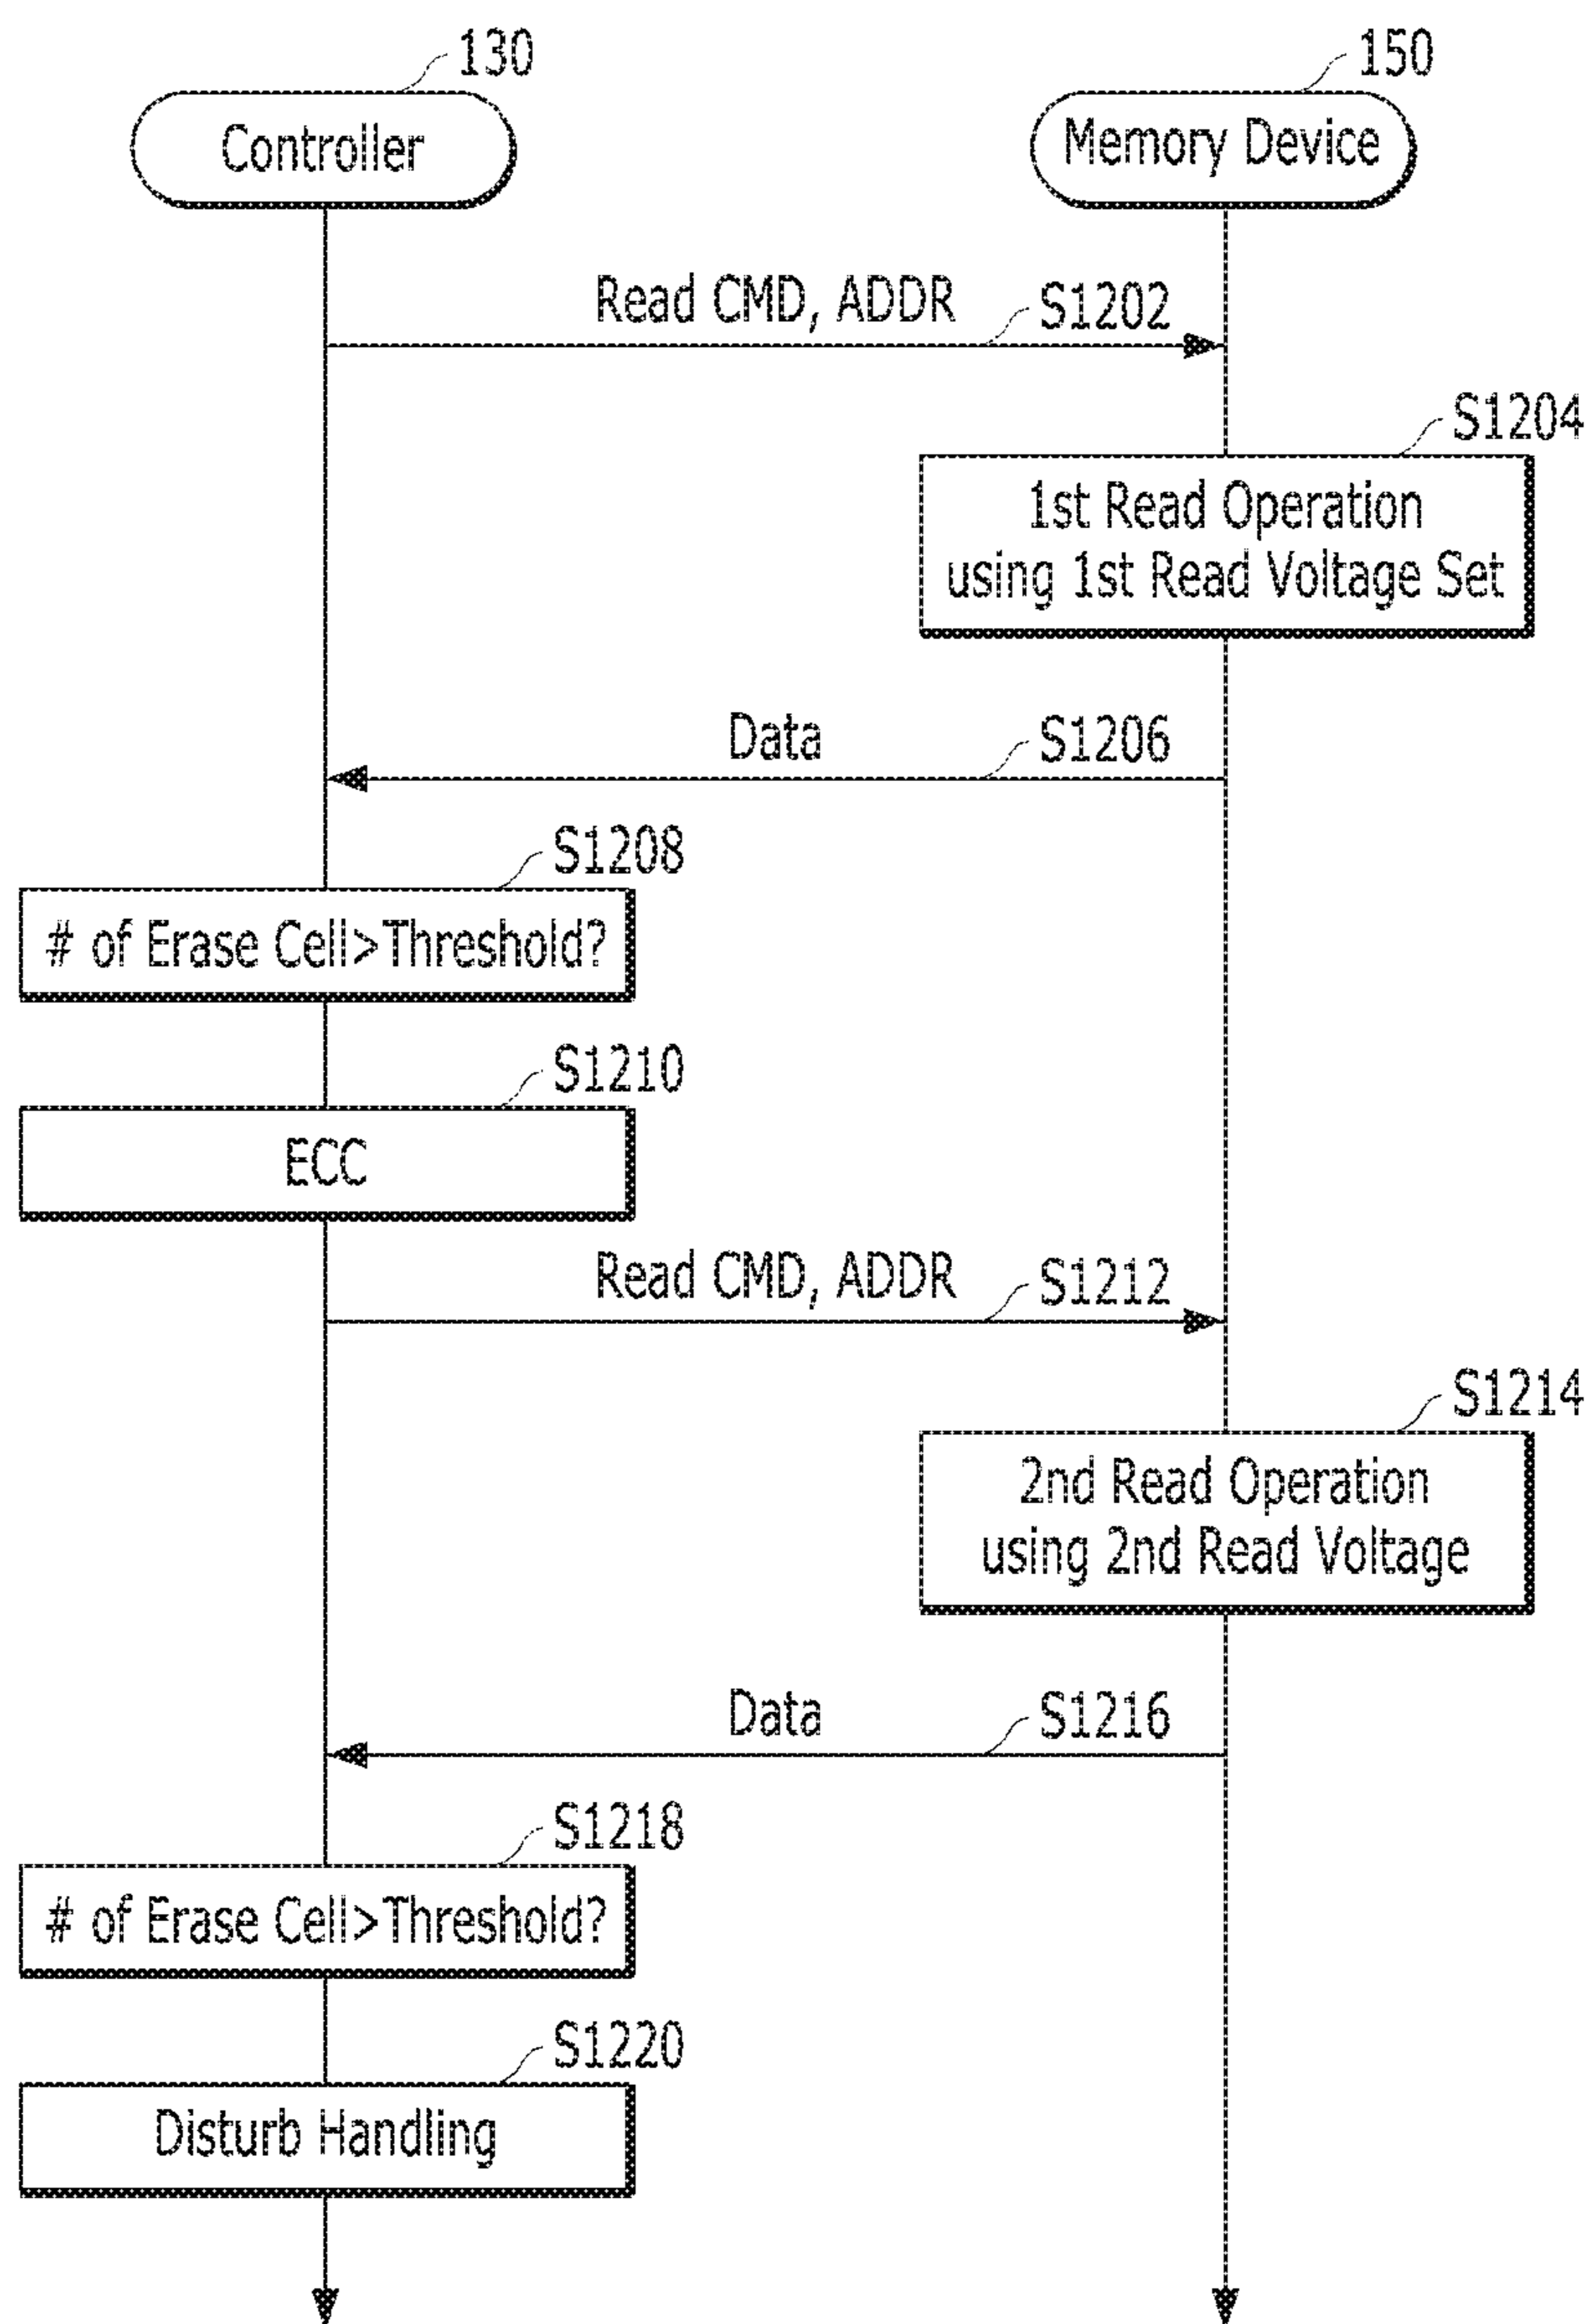 130
150
Controller
Memory Device
Read CMD, ADDR
S1202
S1204
1st Read Operation
using 1st Read Voltage Set
Data
S1206
S1208
# of Erase Cell>Threshold?
S1210
ECC
Read CMD, ADDR
S1212
S1214
2nd Read Operation
using 2nd Read Voltage
Data
S1216
S1218
# of Erase Cell>Threshold?
S1220
Disturb Handling